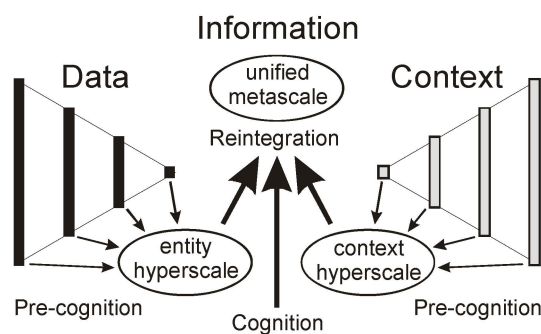 Information
Data
unified
metascale
Context
Reintegration
entity
hyperscale
context
hyperscale
Pre-cognition
Cognition
Pre-cognition